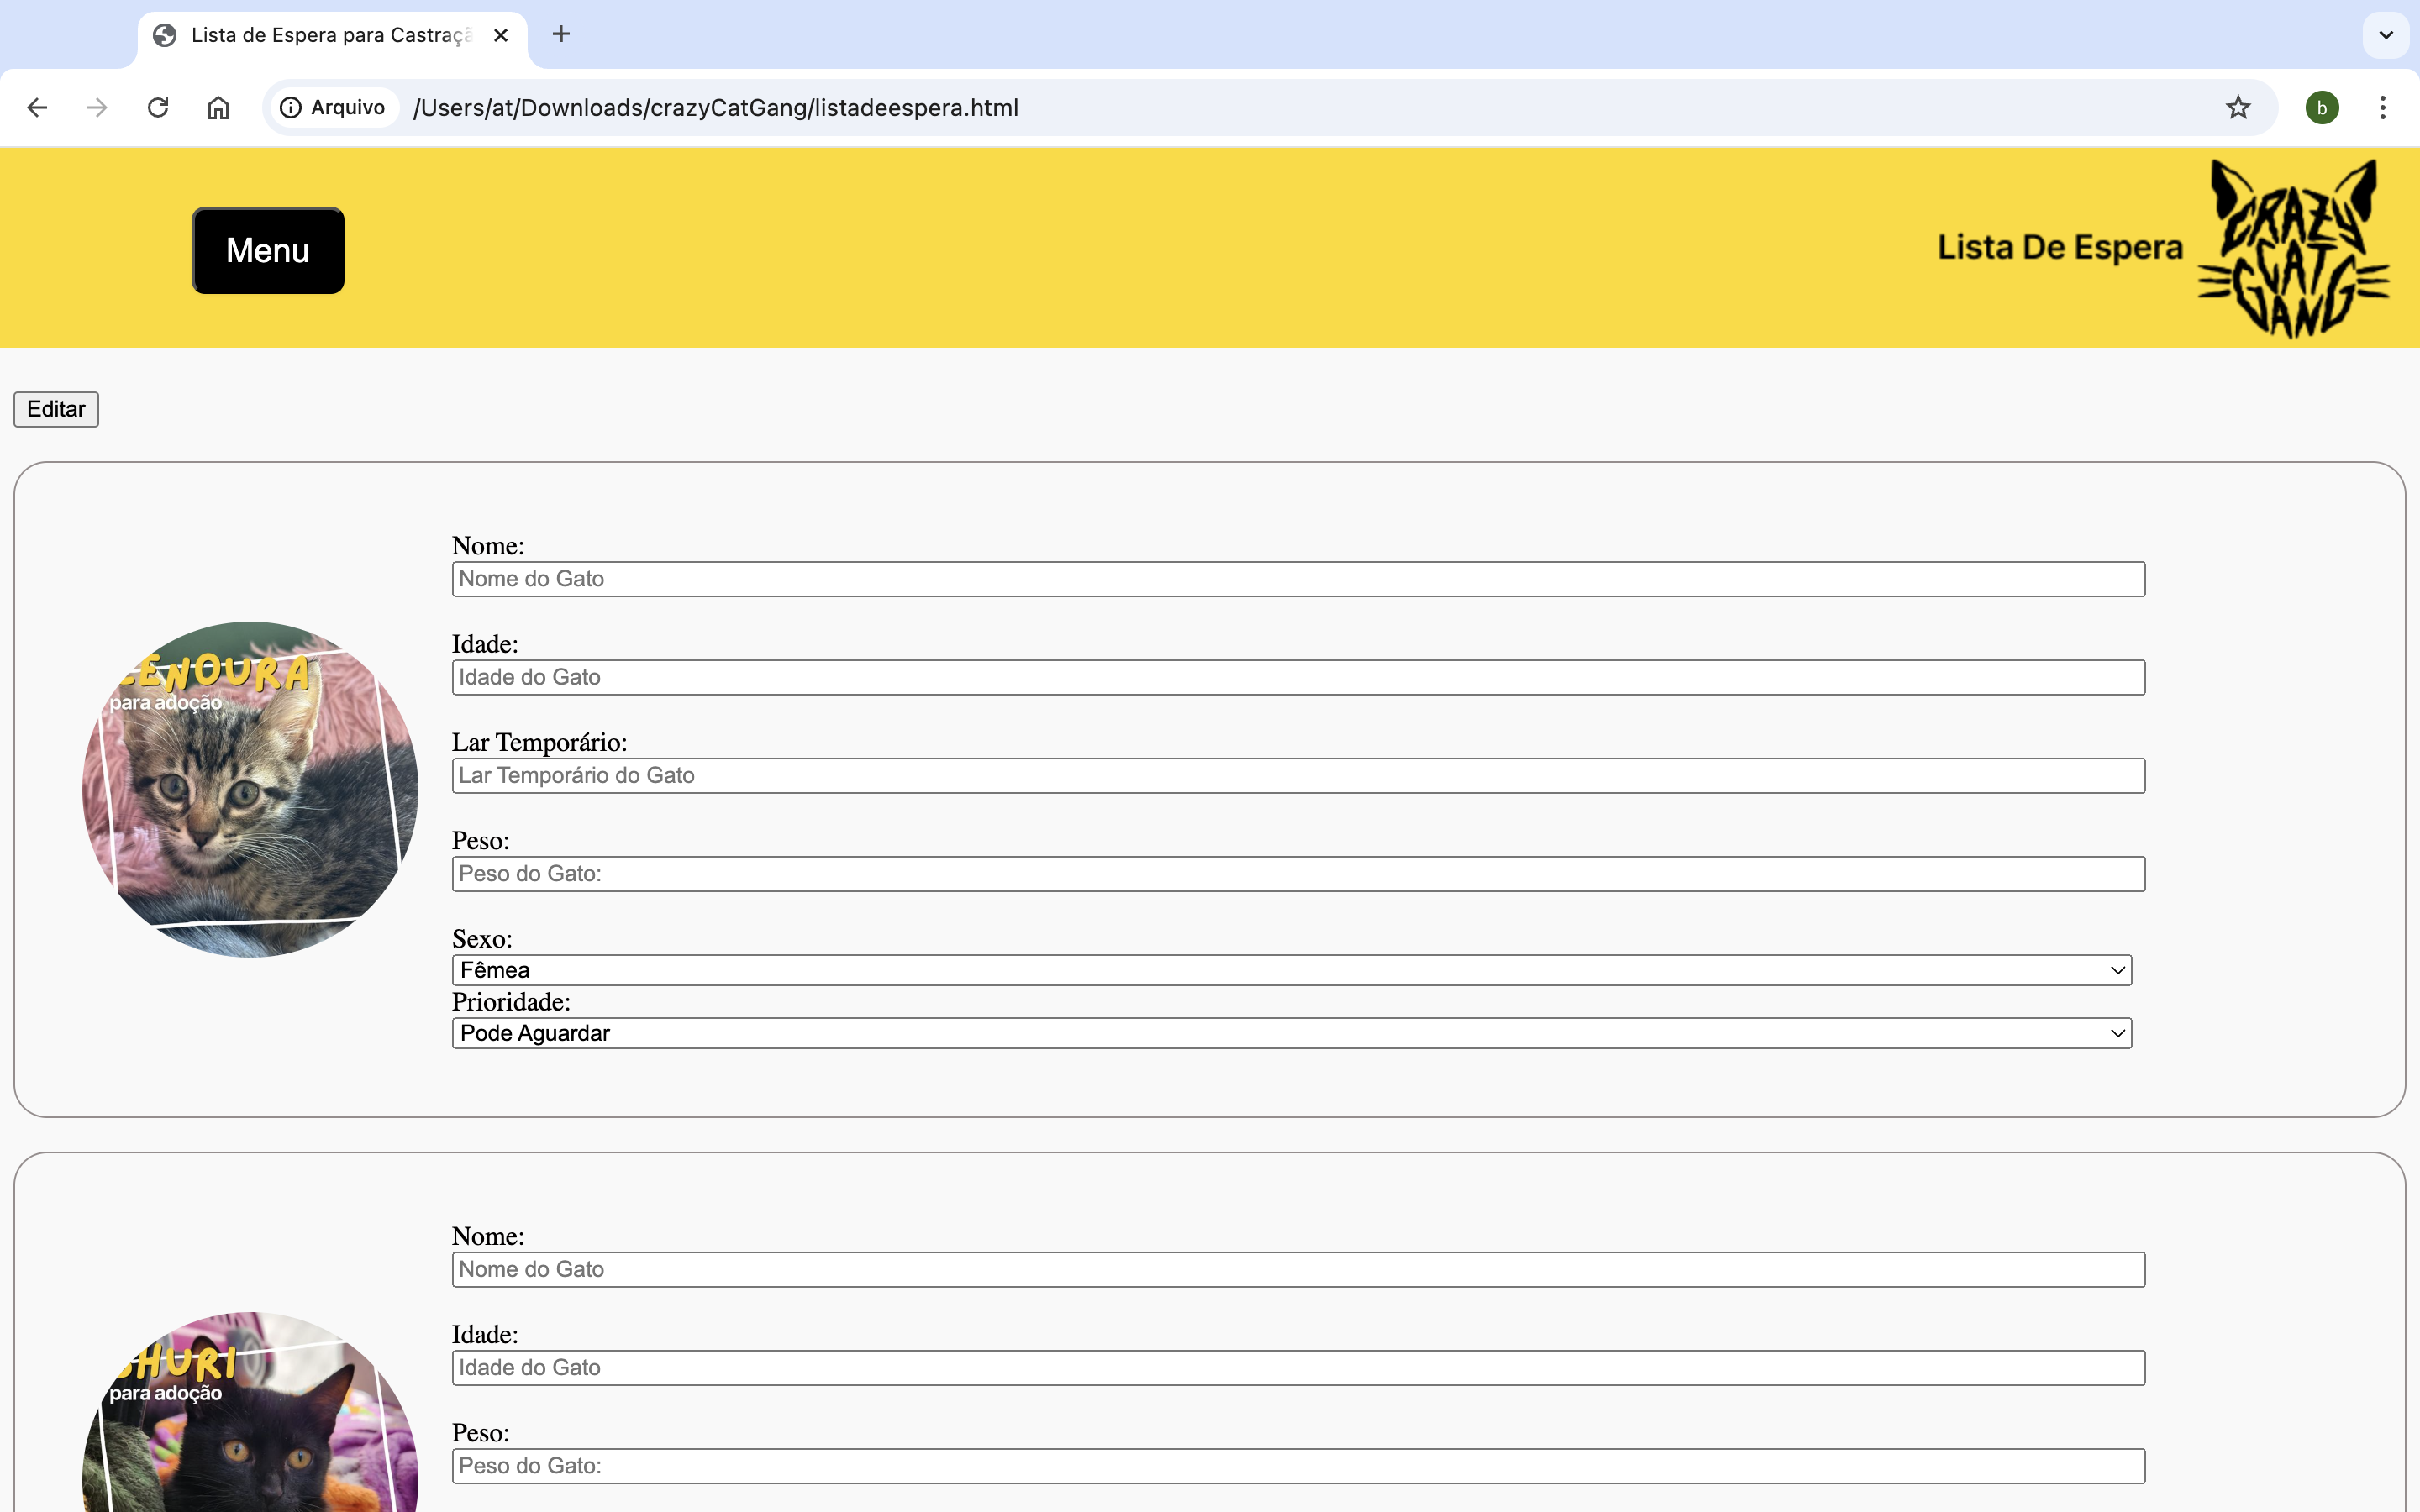 Lista de Espera para Castraçã
Arquivo
/Users/at/Downloads/crazyCatGang/listadeespera.html
b
Menu
Lista De Espera
CRAZY
CAT
GANG
Editar
Nome:
Nome do Gato
Idade:
Idade do Gato
Lar Temporário:
Lar Temporário do Gato
Peso:
Peso do Gato:
Sexo:
Fêmea
Prioridade:
Pode Aguardar
CENOURA
para adoção
Nome:
Nome do Gato
Idade:
Idade do Gato
Peso:
Peso do Gato:
SHURI
para adoção